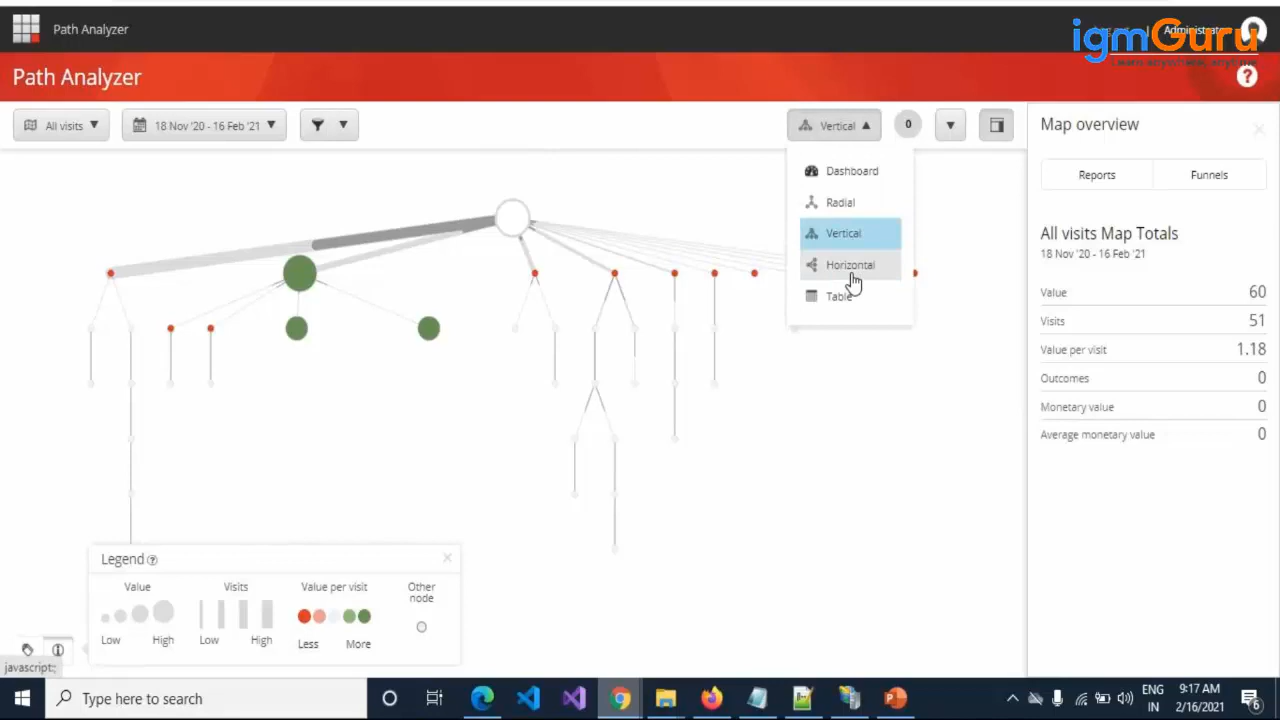 Path Analyzer
Administrat
igmGuru
Learn anywhere, anytime
Path Analyzer
?
All visits
18 Nov '20 - 16 Feb '21
Vertical
0
Dashboard
Radial
Vertical
Horizontal
Table
Map overview
Reports
Funnels
All visits Map Totals
18 Nov '20 - 16 Feb '21
Value 60
Visits 51
Value per visit 1.18
Outcomes 0
Monetary value 0
Average monetary value 0
Legend ?
Value
Visits
Value per visit
Other
node
Low High
Low High
Less More
javascript:;
Type here to search
ENG
IN
9:17 AM
2/16/2021
6